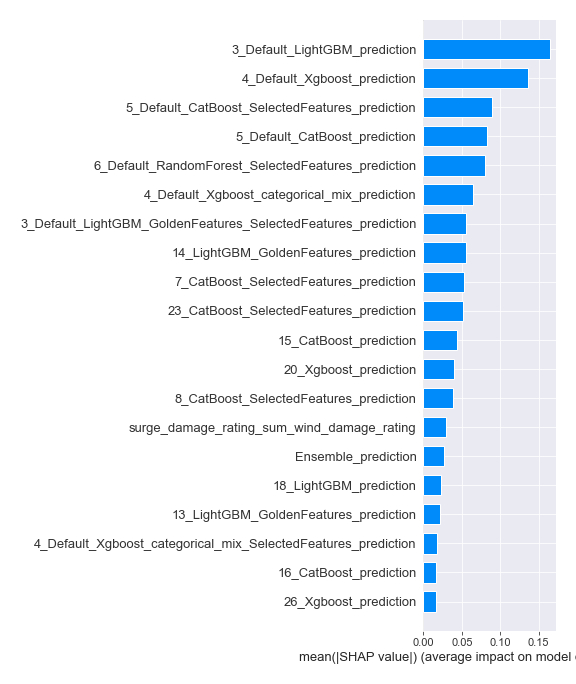 3_Default_LightGBM_prediction
4_Default_Xgboost_prediction
5_Default_CatBoost_SelectedFeatures_prediction
5_Default_CatBoost_prediction
6_Default_RandomForest_SelectedFeatures_prediction
4_Default_Xgboost_categorical_mix_prediction
3_Default_LightGBM_GoldenFeatures_SelectedFeatures_prediction
14_LightGBM_GoldenFeatures_prediction
7_CatBoost_SelectedFeatures_prediction
23_CatBoost_SelectedFeatures_prediction
15_CatBoost_prediction
20_Xgboost_prediction
8_CatBoost_SelectedFeatures_prediction
surge_damage_rating_sum_wind_damage_rating
Ensemble_prediction
18_LightGBM_prediction
13_LightGBM_GoldenFeatures_prediction
4_Default_Xgboost_categorical_mix_SelectedFeatures_prediction
16_CatBoost_prediction
26_Xgboost_prediction
0.00 0.05 0.10 0.15
mean(|SHAP value|) (average impact on model